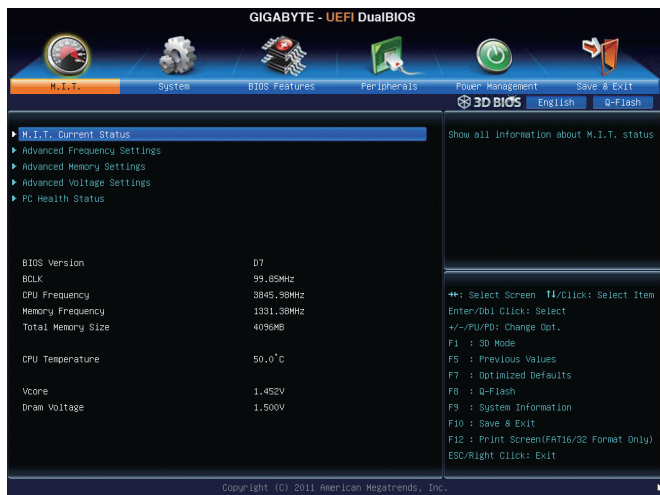 GIGABYTE - UEFI DualBIOS
M.I.T. System BIOS Features Peripherals Power Management Save & Exit
3D BIOS English Q-Flash
M.I.T. Current Status
Advanced Frequency Settings
Advanced Memory Settings
Advanced Voltage Settings
PC Health Status
Show all information about M.I.T. status
BIOS Version D7
BCLK 99.85MHz
CPU Frequency 3845.98MHz
Memory Frequency 1331.38MHz
Total Memory Size 4096MB
CPU Temperature 50.0°C
Vcore 1.452V
Dram Voltage 1.500V
→←: Select Screen ↑↓/Click: Select Item
Enter/Dbl Click: Select
+/-/PU/PD: Change Opt.
F1 : 3D Mode
F5 : Previous Values
F7 : Optimized Defaults
F8 : Q-Flash
F9 : System Information
F10 : Save & Exit
F12 : Print Screen(FAT16/32 Format Only)
ESC/Right Click: Exit
Copyright (C) 2011 American Megatrends, Inc.